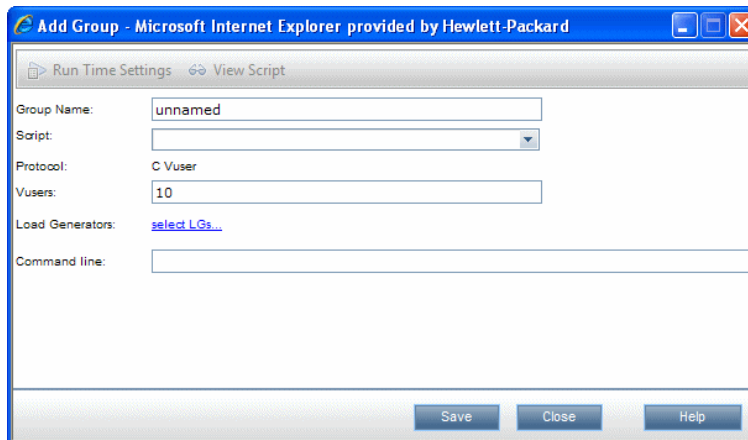 Add Group - Microsoft Internet Explorer provided by Hewlett-Packard
Run Time Settings View Script
Group Name: unnamed
Script:
Protocol: C Vuser
Vusers: 10
Load Generators: select LGs...
Command line:
Save Close Help